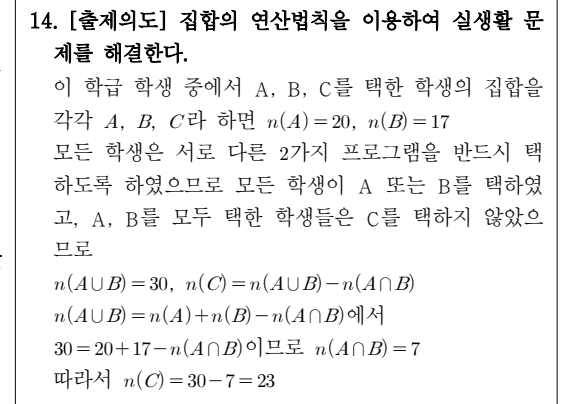 14. [출제의도] 집합의 연산법칙을 이용하여 실생활 문
제를 해결한다.
이 학급 학생 중에서 A, B, C를 택한 학생의 집합을
각각 A, B, C라 하면 n(A)=20, n(B)=17
모든 학생은 서로 다른 2가지 프로그램을 반드시 택
하도록 하였으므로 모든 학생이 A 또는 B를 택하였
고, A, B를 모두 택한 학생들은 C를 택하지 않았으
므로
n(A∪B)=30, n(C)=n(A∪B)-n(A∩B)
n(A∪B)=n(A)+n(B)-n(A∩B)에서
30=20+17-n(A∩B)이므로 n(A∩B)=7
따라서 n(C)=30-7=23